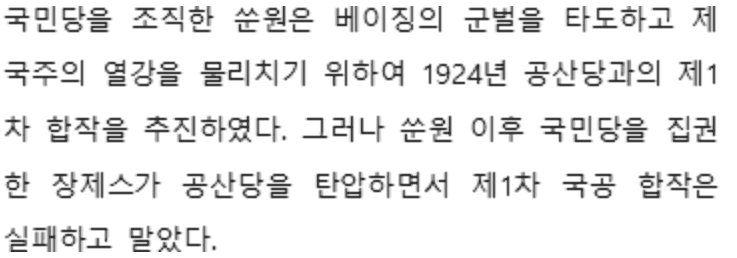 국민당을 조직한 쑨원은 베이징의 군벌을 타도하고 제
국주의 열강을 물리치기 위하여 1924년 공산당과의 제1
차 합작을 추진하였다. 그러나 쑨원 이후 국민당을 집권
한 장제스가 공산당을 탄압하면서 제1차 국공 합작은
실패하고 말았다.